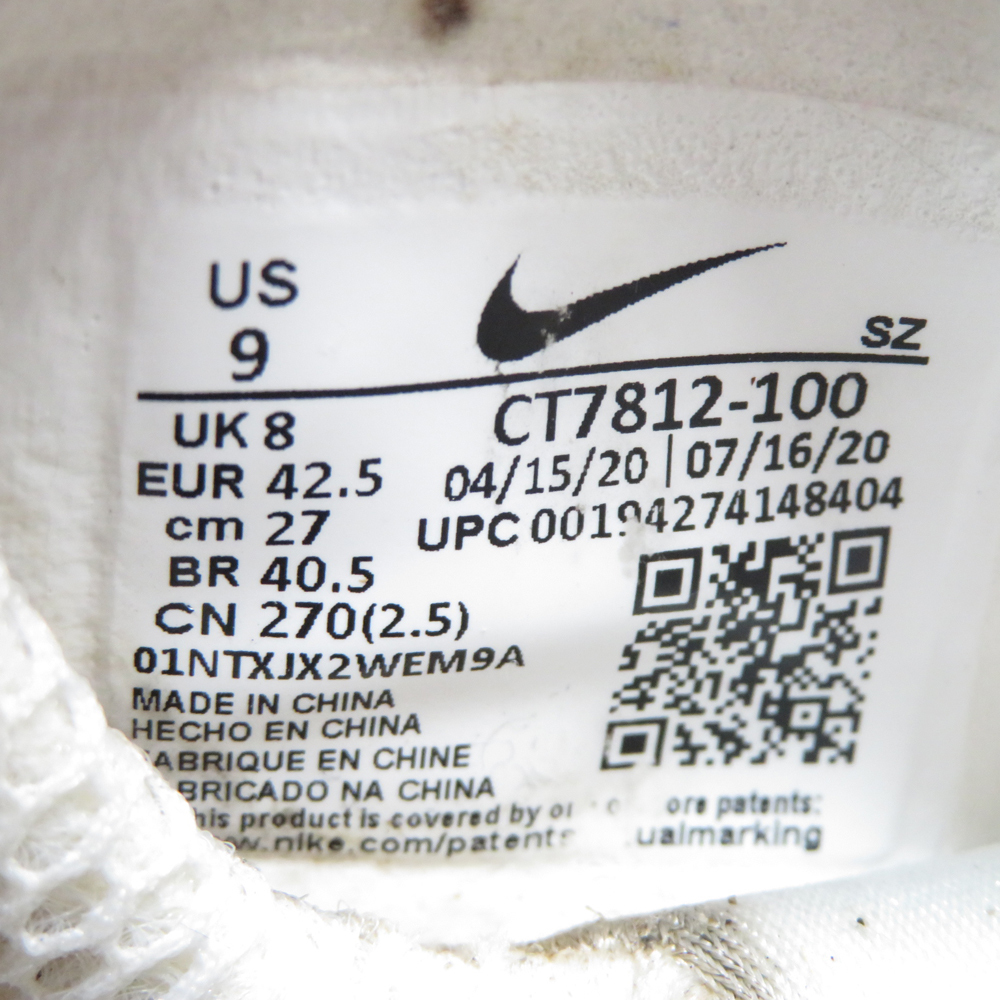 US
9
SZ
UK 8
EUR 42.5
cm 27
BR 40.5
CN 270(2.5)
01NTXJX2WEM9A
CT7812-100
04/15/20 | 07/16/20
UPC 00194274148404
MADE IN CHINA
HECHO EN CHINA
ABRIQUE EN CHINE
BRICADO NA CHINA
his product is covered by or ore patents:
w.nike.com/patents ualmarking